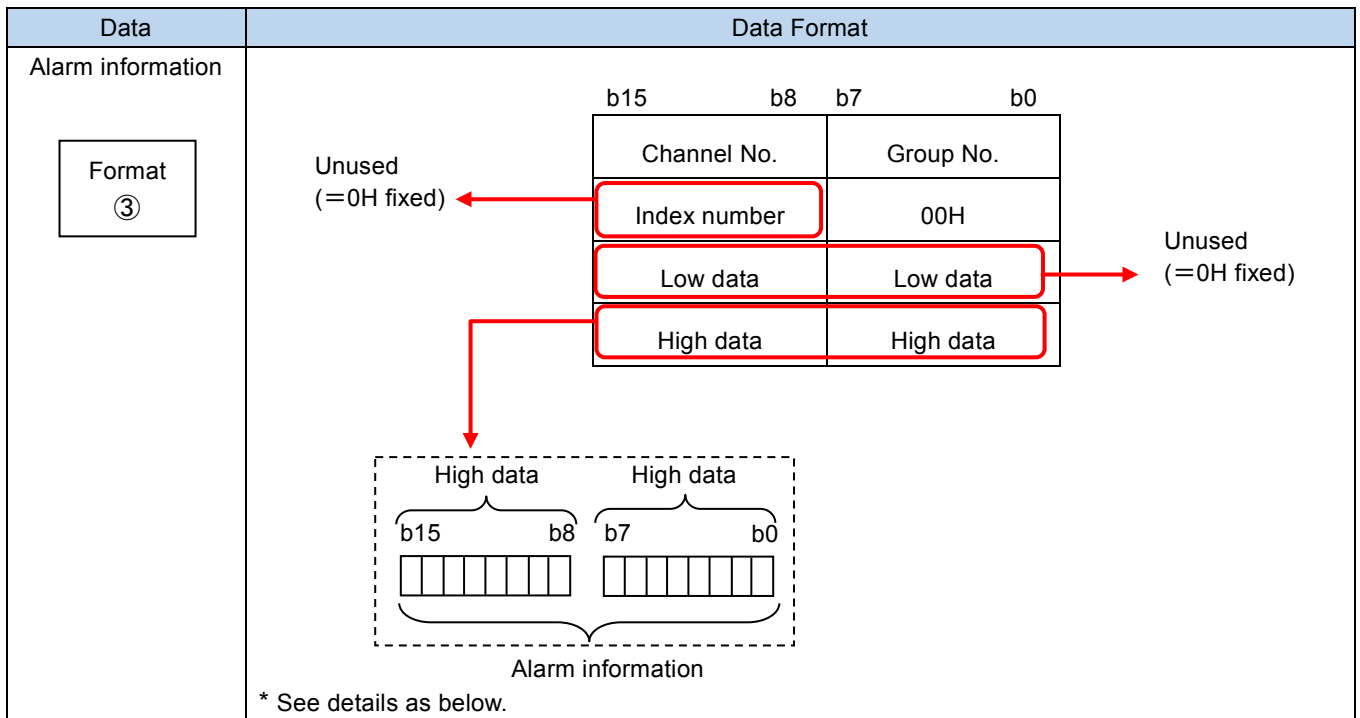 Data
Data Format
Alarm information
Format
③
b15 b8 b7 b0
Channel No. Group No.
Unused
(＝0H fixed)
Index number 00H
Unused
(＝0H fixed)
Low data Low data
High data High data
High data High data
b15 b8 b7 b0
Alarm information
* See details as below.